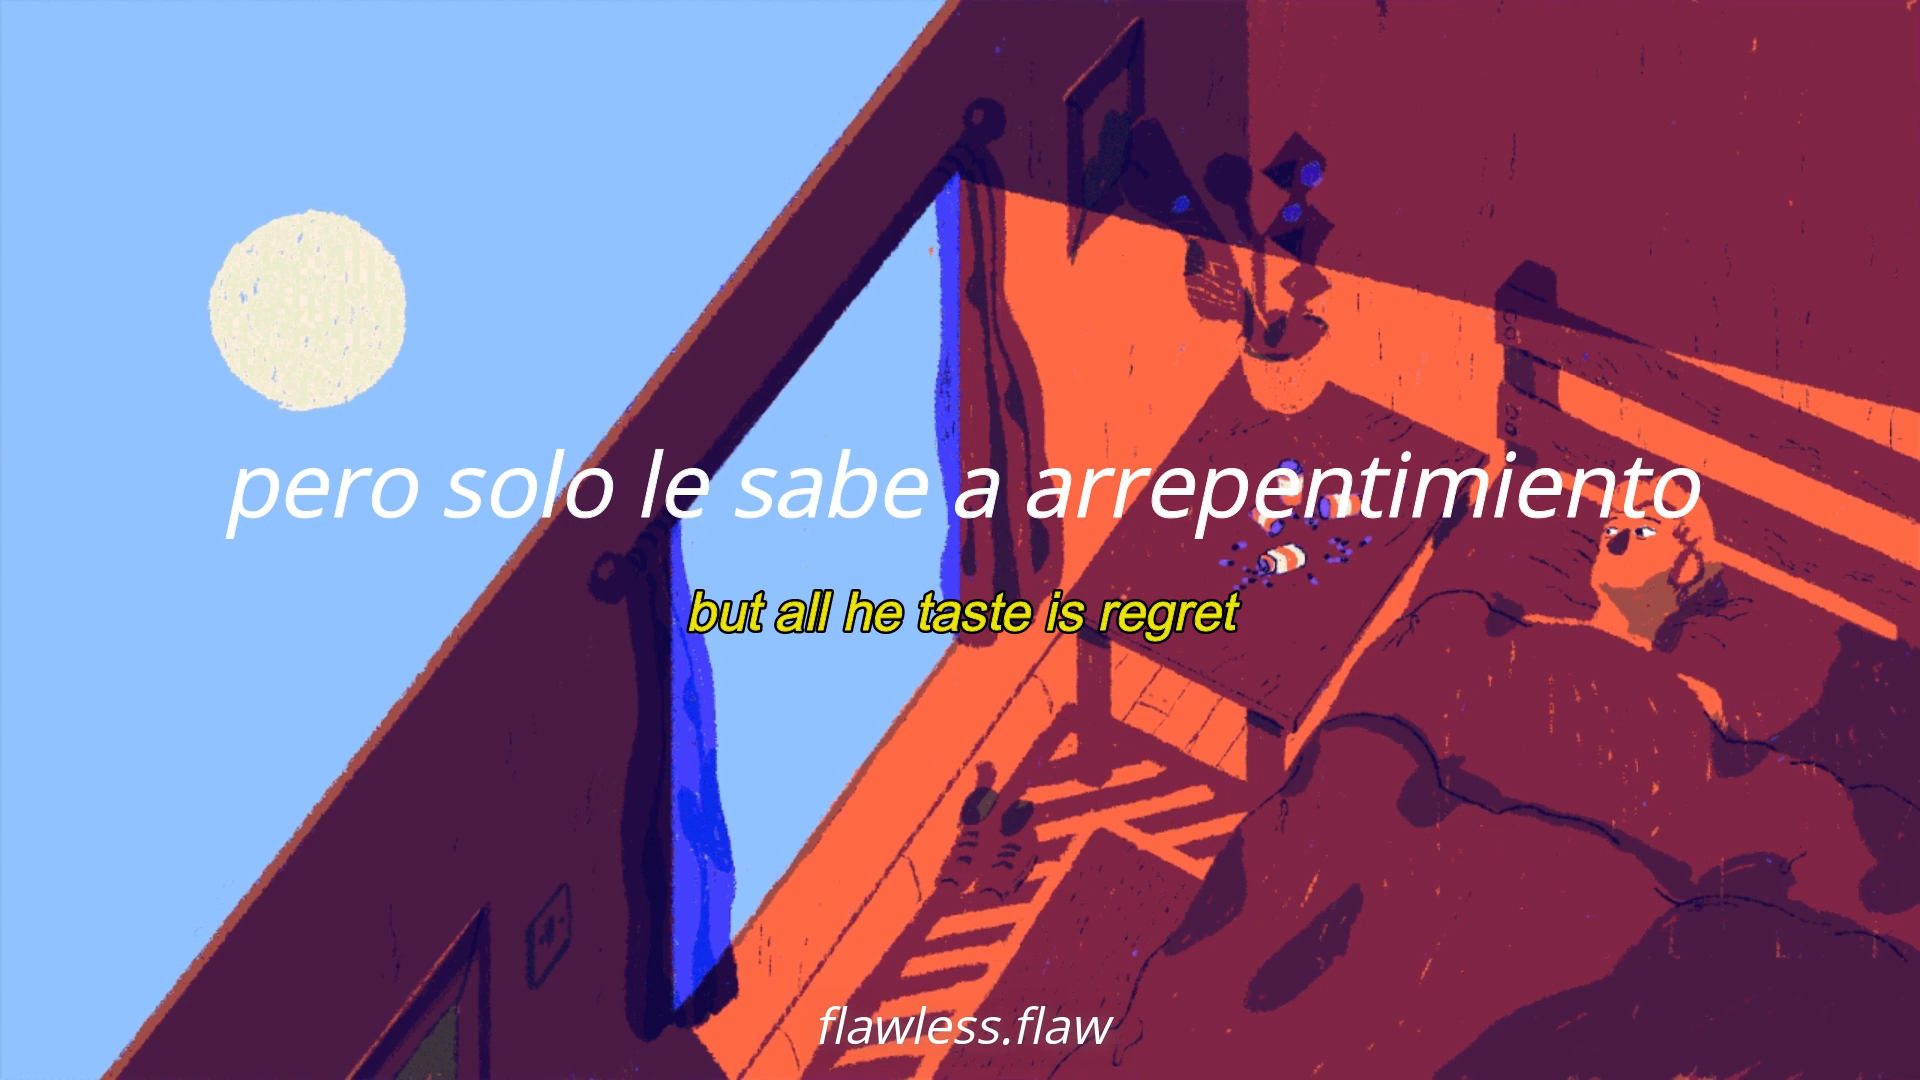 pero solo le sabe a arrepentimiento
but all he taste is regret
flawless.flaw